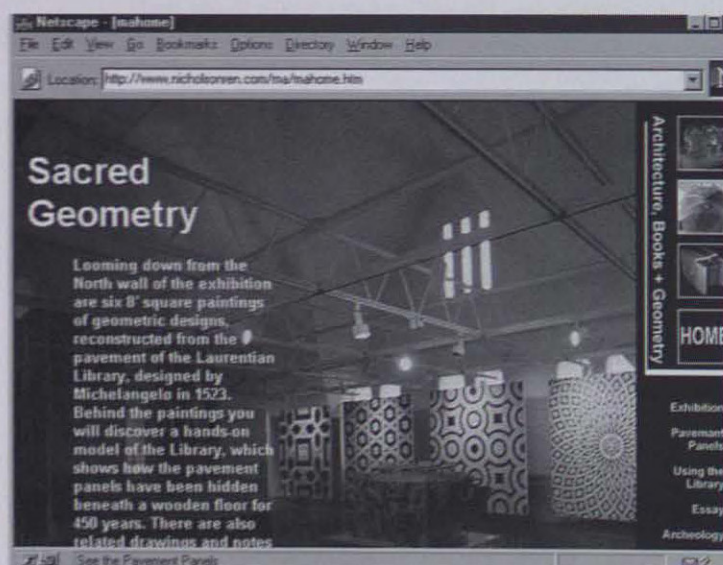 Netscape - [mahome]
File Edit View Go Bookmarks Options Directory Window Help
Location: http://www.nicholsonren.com/ma/mahome.htm
Sacred
Geometry
Looming down from the
North wall of the exhibition
are six 8' square paintings
of geometric designs,
reconstructed from the
pavement of the Laurentian
Library, designed by
Michelangelo in 1523.
Behind the paintings you
will discover a hands-on
model of the Library, which
shows how the pavement
panels have been hidden
beneath a wooden floor for
450 years. There are also
related drawings and notes
Architecture, Books + Geometry
HOME
Exhibition
Pavemant
Panels
Using the
Library
Essay
Archeology
See the Pavement Panels